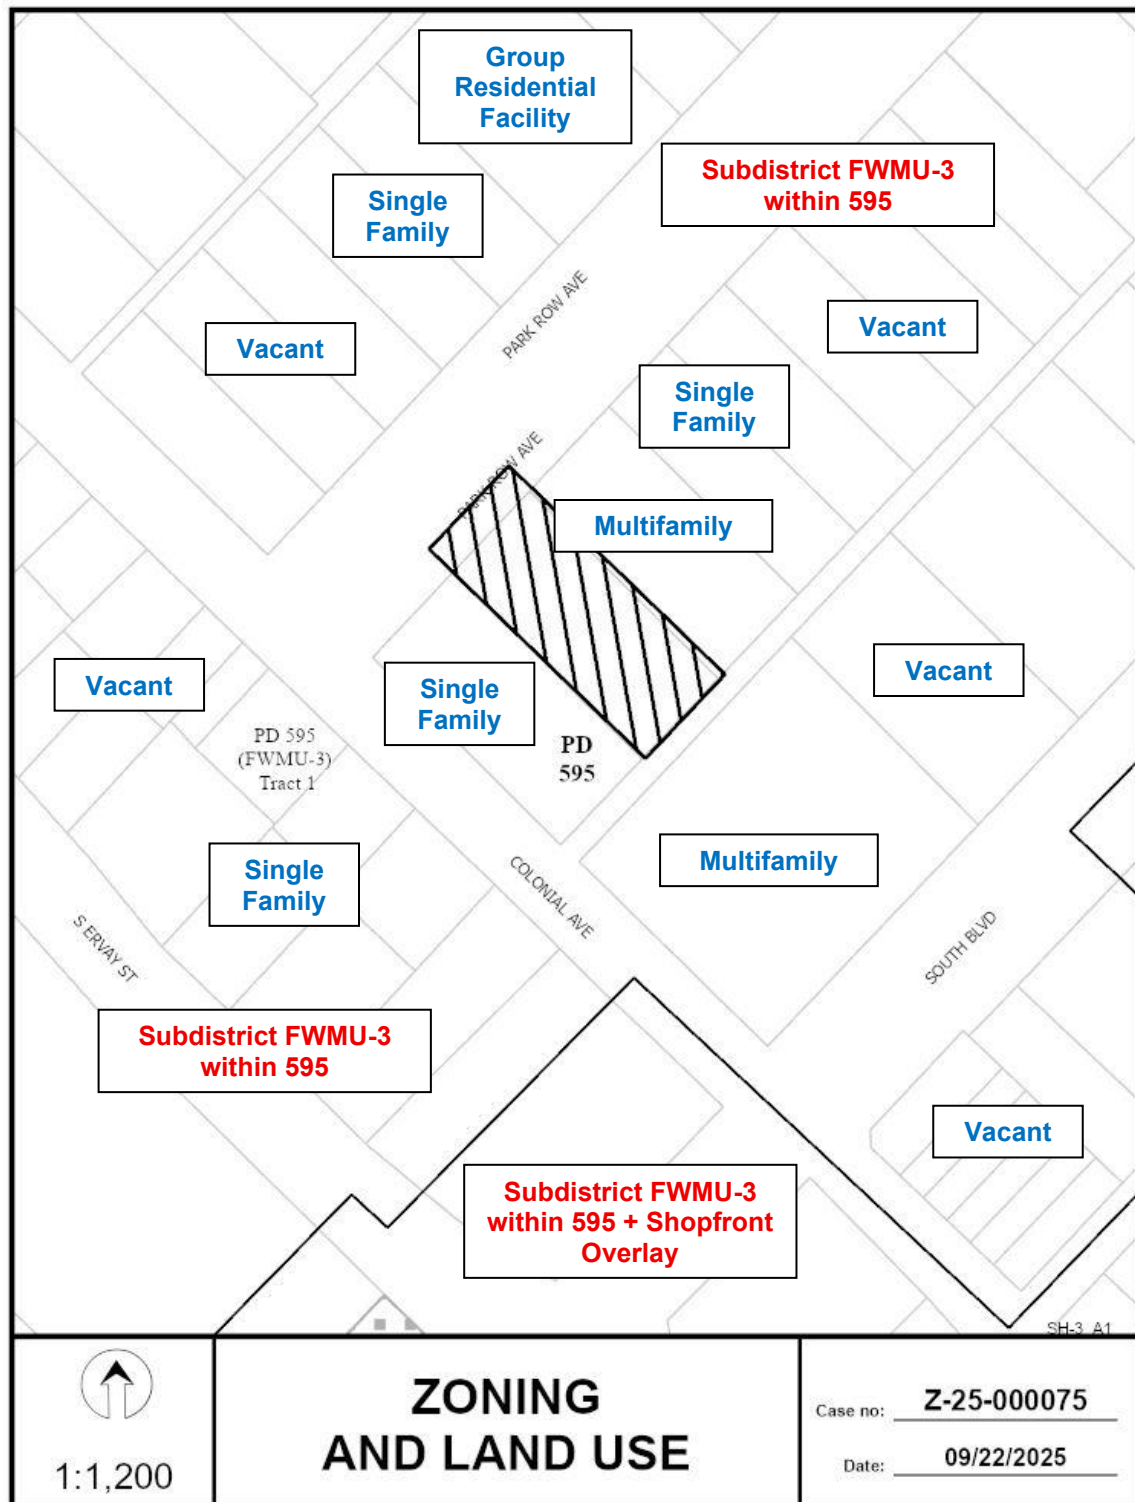 Group
Residential
Facility
Subdistrict FWMU-3
within 595
Single
Family
PARK ROW AVE
Vacant
Vacant
Single
Family
PARK ROW AVE
Multifamily
Vacant
Single
Family
Vacant
PD 595
(FWMU-3)
Tract 1
PD
595
Single
Family
COLONIAL AVE
Multifamily
S ERVAY ST
SOUTH BLVD
Subdistrict FWMU-3
within 595
Vacant
Subdistrict FWMU-3
within 595 + Shopfront
Overlay
SH-3 A1
1:1,200
ZONING
AND LAND USE
Case no: Z-25-000075
Date: 09/22/2025